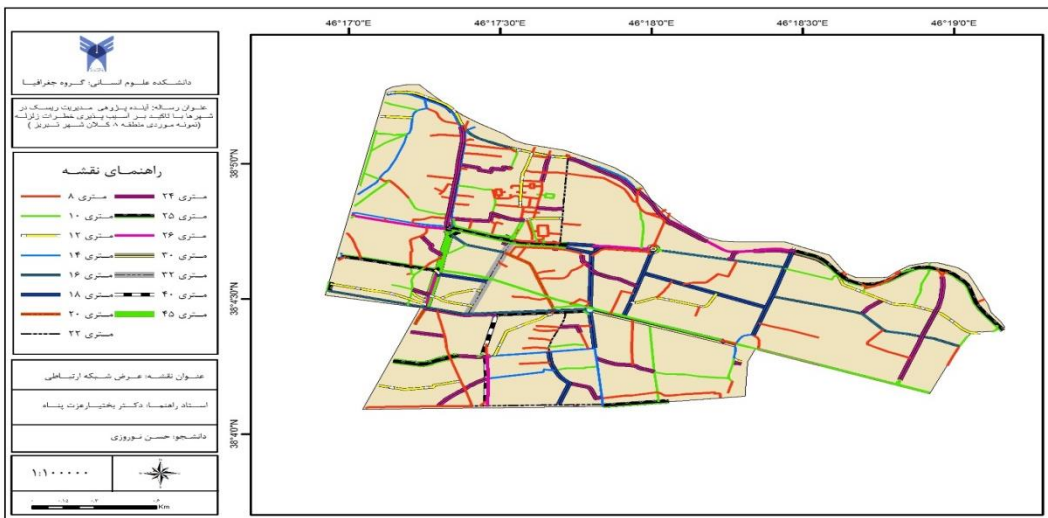 46°17'0"E 46°17'30"E 46°18'0"E 46°18'30"E 46°19'0"E
38°5'0"N
38°4'30"N
38°4'0"N
دانشکده علوم انسانی: گروه جغرافیا
عنوان رساله: آینده پژوهی مدیریت ریسک در
شهرها با تاکید بر آسیب پذیری خطرات زلزله
(نمونه موردی منطقه ۸ کلان شهر تبریز )
راهنمای نقشه
۸ متری
۱۰ متری
۱۲ متری
۱۴ متری
۱۶ متری
۱۸ متری
۲۰ متری
۲۲ متری
۲۴ متری
۲۵ متری
۲۶ متری
۳۰ متری
۳۲ متری
۴۰ متری
۴۵ متری
عنوان نقشه: عرض شبکه ارتباطی
استاد راهنما: دکتر بختیار عزت پناه
دانشجو: حسن نوروزی
۱:۱۰۰۰۰۰
Km